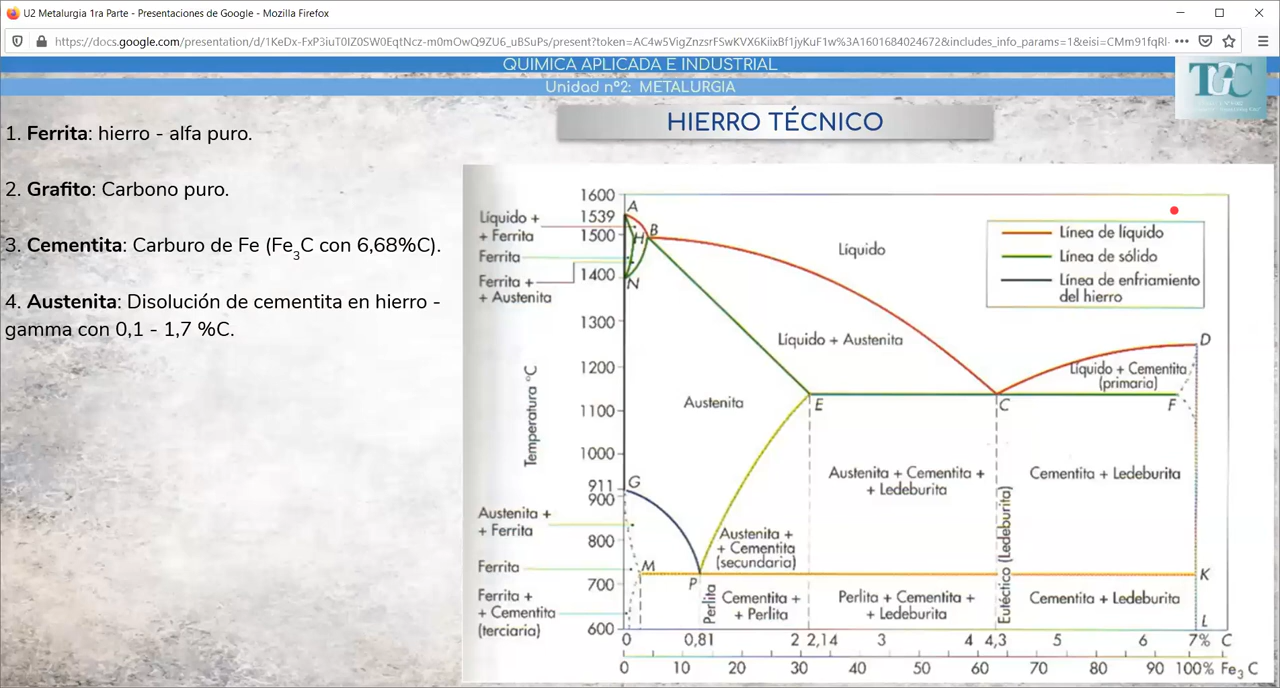 U2 Metalurgia 1ra Parte - Presentaciones de Google - Mozilla Firefox
https://docs.google.com/presentation/d/1KeDx-FxP3iuT0IZ0SW0EqtNcz-m0mOwQ9ZU6_uBSuPs/present?token=AC4w5VigZnzsrFSwKVX6KiixBf1jyKuF1w%3A1601684024672&includes_info_params=1&eisi=CMm91fqRl-
QUIMICA APLICADA E INDUSTRIAL
Unidad nº2: METALURGIA
TGC
HIERRO TÉCNICO
1. Ferrita: hierro - alfa puro.
2. Grafito: Carbono puro.
3. Cementita: Carburo de Fe (Fe3C con 6,68%C).
4. Austenita: Disolución de cementita en hierro -
gamma con 0,1 - 1,7 %C.
Temperatura °C
1600
1539
1500
1400
1300
1200
1100
1000
911
900
800
700
600
Líquido +
+ Ferrita
Ferrita
Ferrita +
+ Austenita
Austenita +
+ Ferrita
Ferrita
Ferrita +
+ Cementita
(terciaria)
A
H
B
N
Líquido
Línea de líquido
Línea de sólido
Línea de enfriamiento
del hierro
Líquido + Austenita
D
Líquido + Cementita
(primaria)
Austenita
E
C
F
G
Austenita + Cementita +
+ Ledeburita
Cementita + Ledeburita
Austenita +
+ Cementita
(secundaria)
M
P
K
Perlita
Cementita +
+ Perlita
Perlita + Cementita +
+ Ledeburita
Eutéctico (Ledeburita)
Cementita + Ledeburita
L
0 0,81 2 2,14 3 4 4,3 5 6 7% C
0 10 20 30 40 50 60 70 80 90 100% Fe3 C